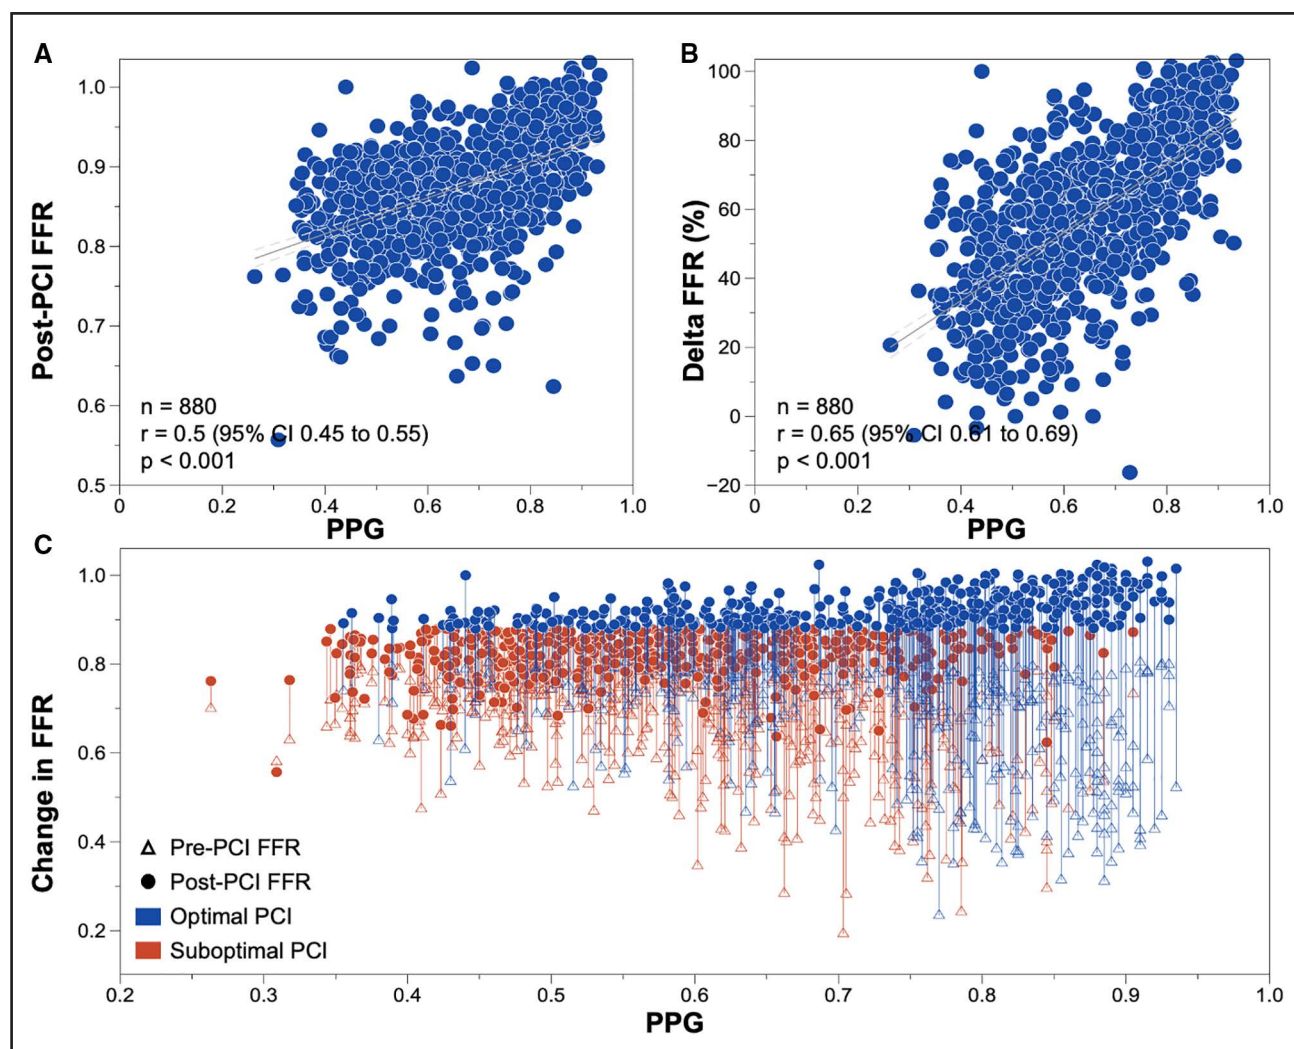 A
Post-PCI FFR
1.0
0.9
0.8
0.7
0.6
0.5
n = 880
r = 0.5 (95% CI 0.45 to 0.55)
p < 0.001
0 0.2 0.4 0.6 0.8 1.0
PPG
B
Delta FFR (%)
100
80
60
40
20
0
−20
n = 880
r = 0.65 (95% CI 0.61 to 0.69)
p < 0.001
0 0.2 0.4 0.6 0.8 1.0
PPG
C
Change in FFR
1.0
0.8
0.6
0.4
0.2
Pre-PCI FFR
Post-PCI FFR
Optimal PCI
Suboptimal PCI
0.2 0.3 0.4 0.5 0.6 0.7 0.8 0.9 1.0
PPG